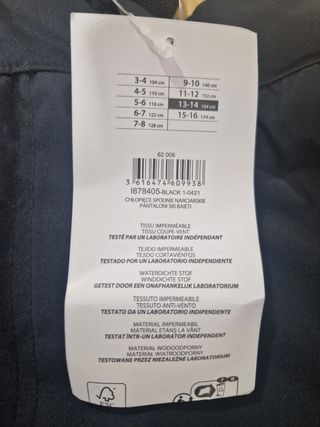 3-4 104 cm 9-10 140 cm
4-5 110 cm 11-12 152 cm
5-6 116 cm 13-14 164 cm
6-7 122 cm 15-16 174 cm
7-8 128 cm
62 006
3 616474 609938
I878405-BLACK 1-0421
CHŁOPIĘCE SPODNIE NARCIARSKIE
PANTALONI SKI BAIETI
TISSU IMPERMÉABLE
TISSU COUPE-VENT
TESTÉ PAR UN LABORATOIRE INDÉPENDANT
TEJIDO IMPERMEABLE
TEJIDO CORTAVIENTOS
TESTADO POR UN LABORATORIO INDEPENDIENTE
WATERDICHTE STOF
WINDDICHTE STOF
GETEST DOOR EEN ONAFHANKELIJK LABORATORIUM
TESSUTO IMPERMEABILE
TESSUTO ANTI-VENTO
TESTATO DA UN LABORATORIO INDIPENDENTE
MATERIAL IMPERMEABIL
MATERIAL ETANȘ LA VÂNT
TESTAT ÎNTR-UN LABORATOR INDEPENDENT
MATERIAŁ WODOODPORNY
MATERIAŁ WIATROODPORNY
TESTOWANE PRZEZ NIEZALEŻNE LABORATORIUM
FSC